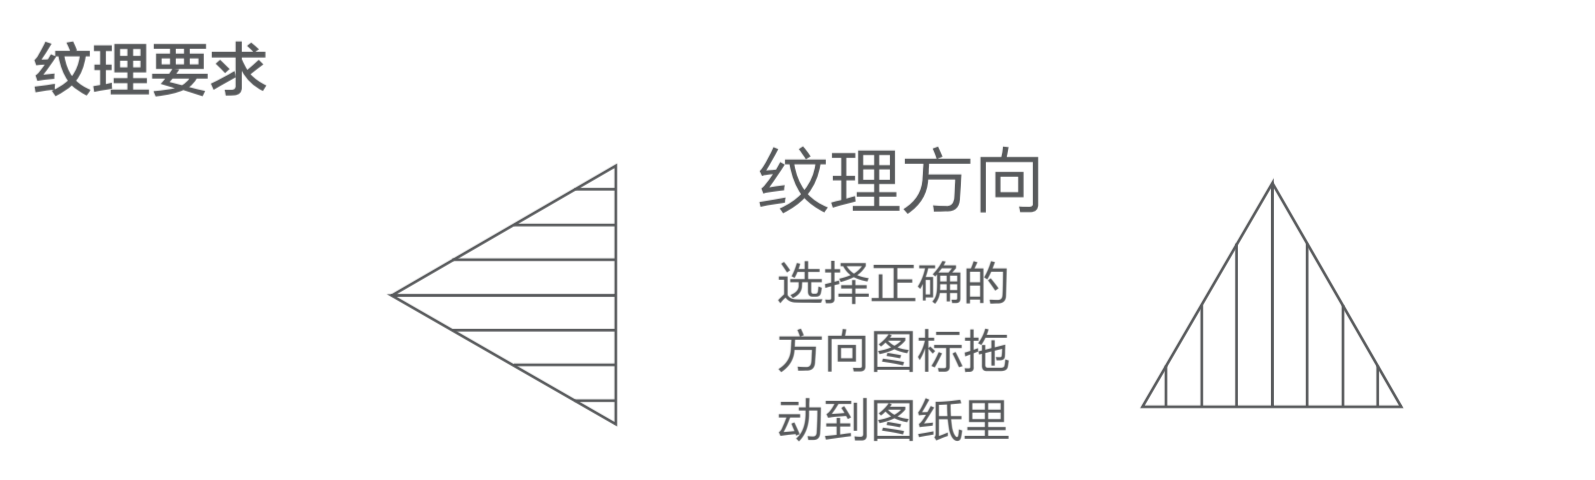 纹理要求
纹理方向
选择正确的
方向图标拖
动到图纸里